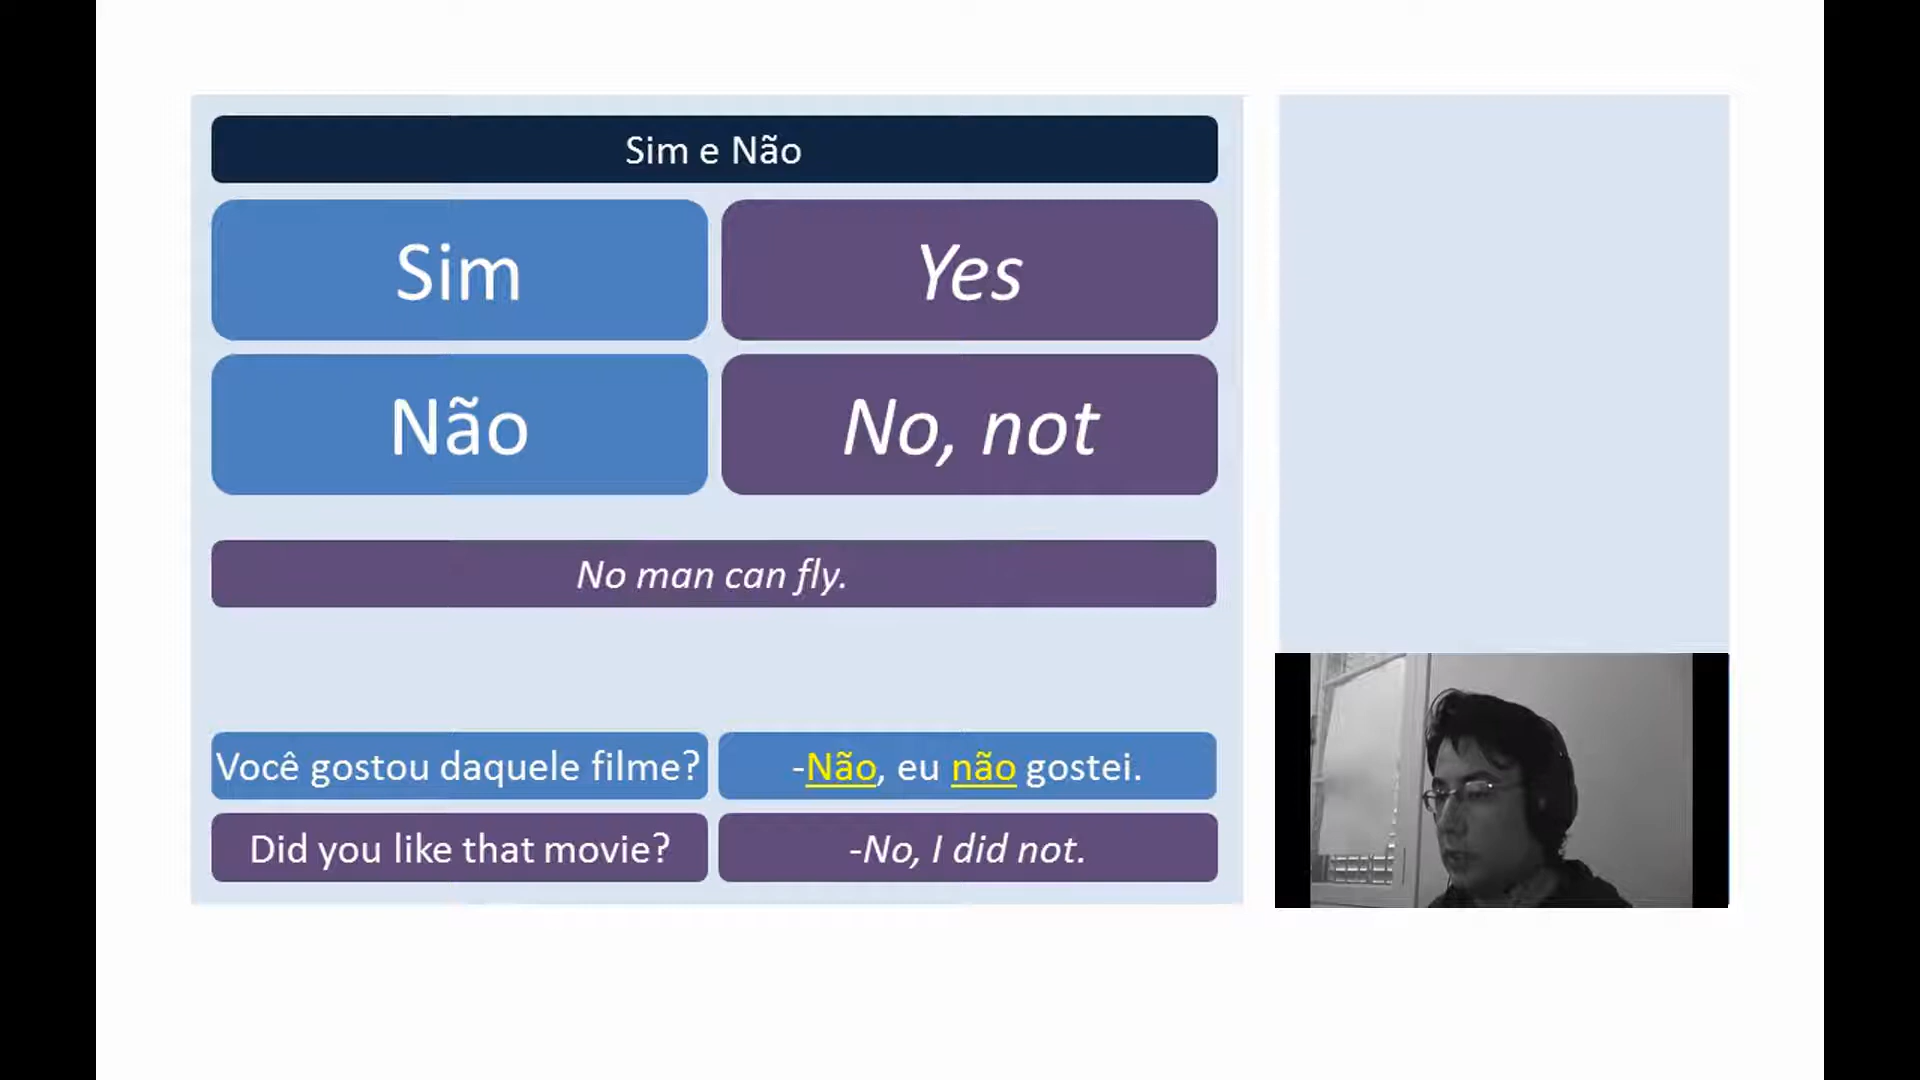 Sim e Não
Sim
Yes
Não
No, not
No man can fly.
Você gostou daquele filme?
-Não, eu não gostei.
Did you like that movie?
-No, I did not.